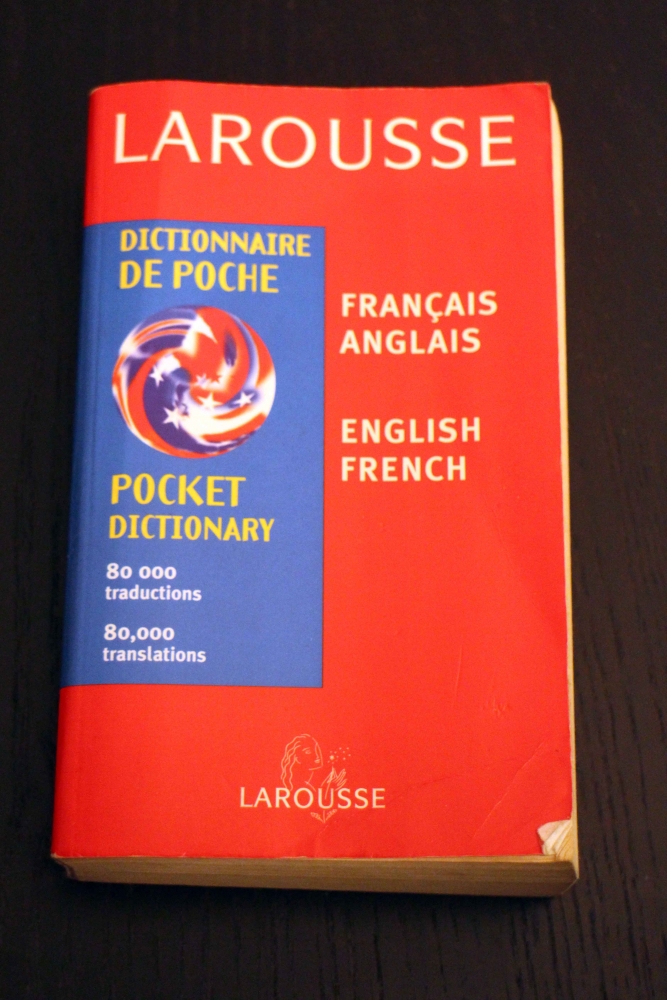 LAROUSSE
DICTIONNAIRE
DE POCHE
FRANÇAIS
ANGLAIS
ENGLISH
FRENCH
POCKET
DICTIONARY
80 000
traductions
80,000
translations
LAROUSSE